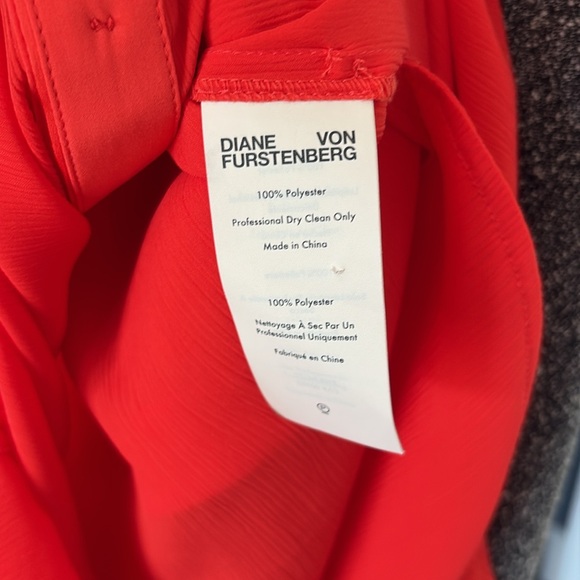 DIANE VON
FURSTENBERG
100% Polyester
Professional Dry Clean Only
Made in China
100% Polyester
Nettoyage À Sec Par Un
Professionnel Uniquement
Fabriqué en Chine